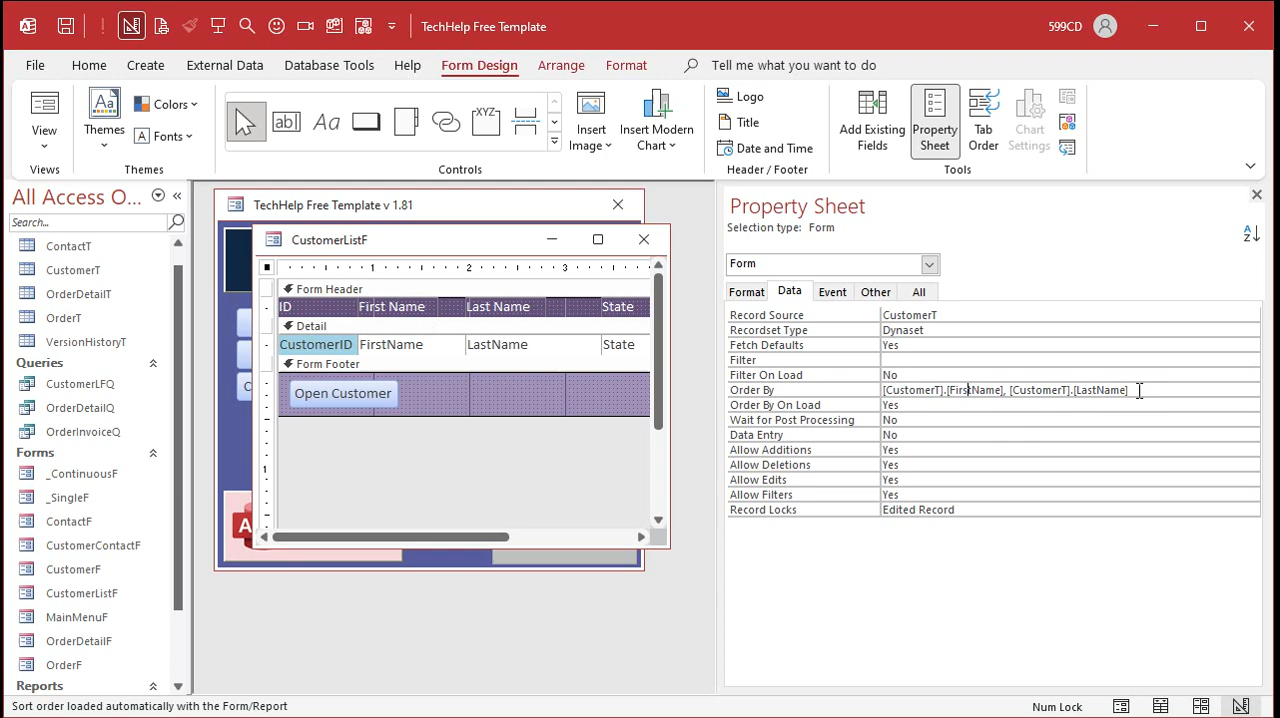 TechHelp Free Template
599CD
File Home Create External Data Database Tools Help Form Design Arrange Format Tell me what you want to do
View
Views
Aa
Themes
Colors
A Fonts
Themes
ab|
Aa
XYZ
Controls
Insert
Image
Insert Modern
Chart
Logo
Title
Date and Time
Header / Footer
Add Existing
Fields
Property
Sheet
Tab
Order
Chart
Settings
Tools
All Access O...
Search...
ContactT
CustomerT
OrderDetailT
OrderT
VersionHistoryT
Queries
CustomerLFQ
OrderDetailQ
OrderInvoiceQ
Forms
_ContinuousF
_SingleF
ContactF
CustomerContactF
CustomerF
CustomerListF
MainMenuF
OrderDetailF
OrderF
Reports
TechHelp Free Template v 1.81
CustomerListF
1 2 3
Form Header
ID First Name Last Name State
Detail
CustomerID FirstName LastName State
Form Footer
Open Customer
1
C
A
Property Sheet
Selection type: Form
Form
Format Data Event Other All
Record Source CustomerT
Recordset Type Dynaset
Fetch Defaults Yes
Filter
Filter On Load No
Order By [CustomerT].[FirstName], [CustomerT].[LastName]
Order By On Load Yes
Wait for Post Processing No
Data Entry No
Allow Additions Yes
Allow Deletions Yes
Allow Edits Yes
Allow Filters Yes
Record Locks Edited Record
Sort order loaded automatically with the Form/Report
Num Lock